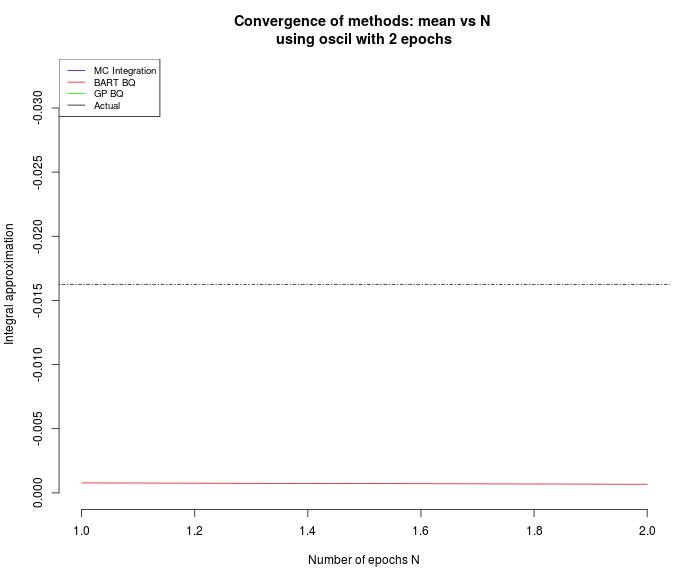 Convergence of methods: mean vs N
using oscil with 2 epochs
MC Integration
BART BQ
GP BQ
Actual
-0.030
-0.025
-0.020
-0.015
-0.010
-0.005
0.000
Integral approximation
1.0 1.2 1.4 1.6 1.8 2.0
Number of epochs N